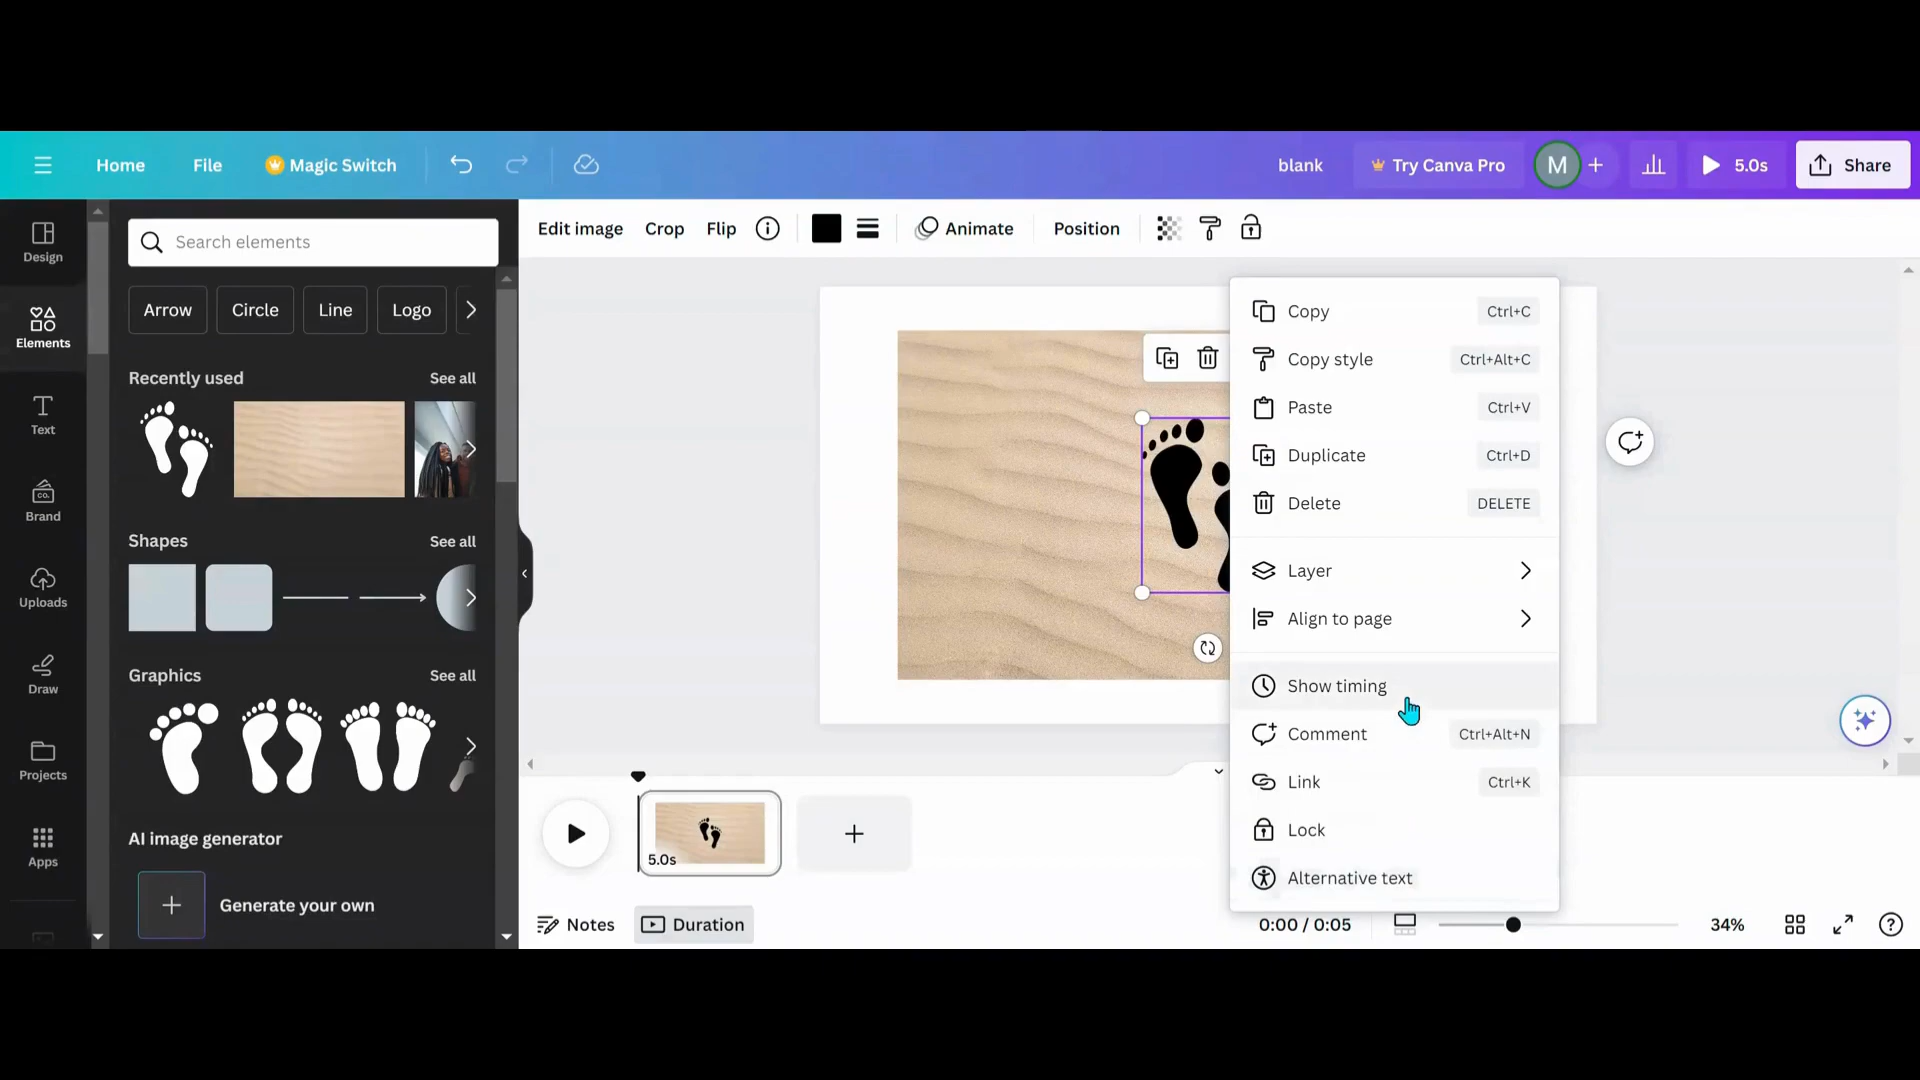 Home File Magic Switch blank Try Canva Pro M 5.0s Share
Design
Elements
Text
CO.
Brand
Uploads
Draw
Projects
Apps
Search elements
Arrow Circle Line Logo
Recently used See all
Shapes See all
Graphics See all
AI image generator
Generate your own
Edit image Crop Flip Animate Position
Copy Ctrl+C
Copy style Ctrl+Alt+C
Paste Ctrl+V
Duplicate Ctrl+D
Delete DELETE
Layer
Align to page
Show timing
Comment Ctrl+Alt+N
Link Ctrl+K
Lock
Alternative text
5.0s
Notes Duration 0:00 / 0:05 34%